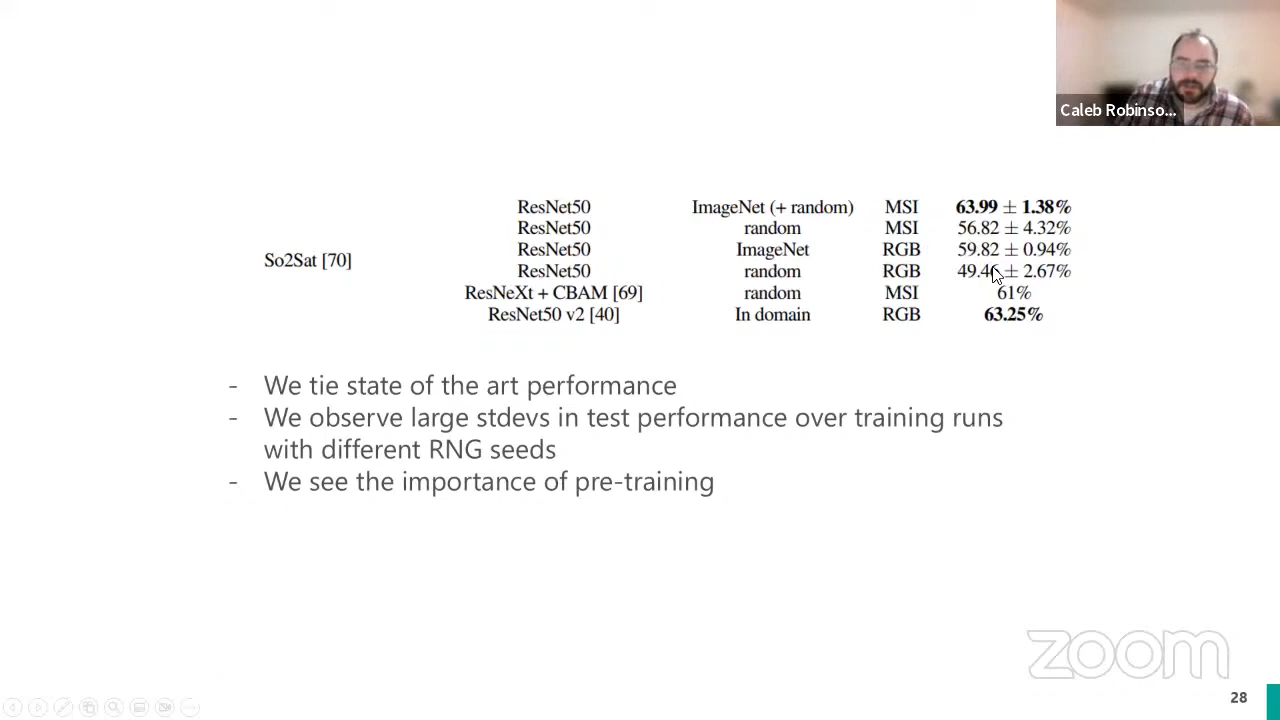 Caleb Robinso...
ResNet50 ImageNet (+ random) MSI 63.99 ± 1.38%
ResNet50 random MSI 56.82 ± 4.32%
ResNet50 ImageNet RGB 59.82 ± 0.94%
So2Sat [70]
ResNet50 random RGB 49.46 ± 2.67%
ResNeXt + CBAM [69] random MSI 61%
ResNet50 v2 [40] In domain RGB 63.25%
- We tie state of the art performance
- We observe large stdevs in test performance over training runs
with different RNG seeds
- We see the importance of pre-training
zoom
28